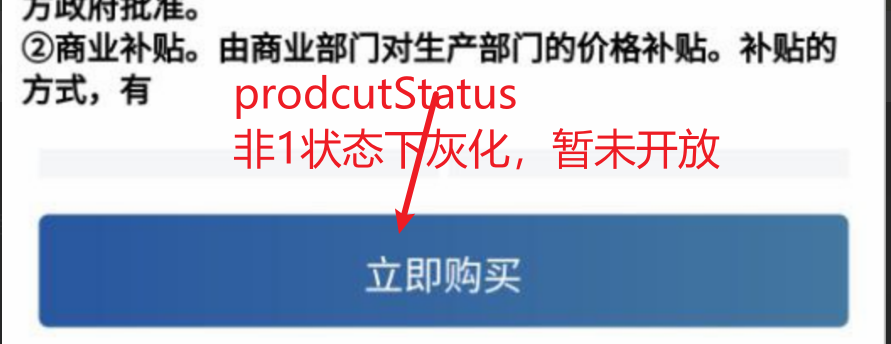 方政府批准。
②商业补贴。由商业部门对生产部门的价格补贴。补贴的
方式，有
prodcutStatus
非1状态下灰化，暂未开放
立即购买